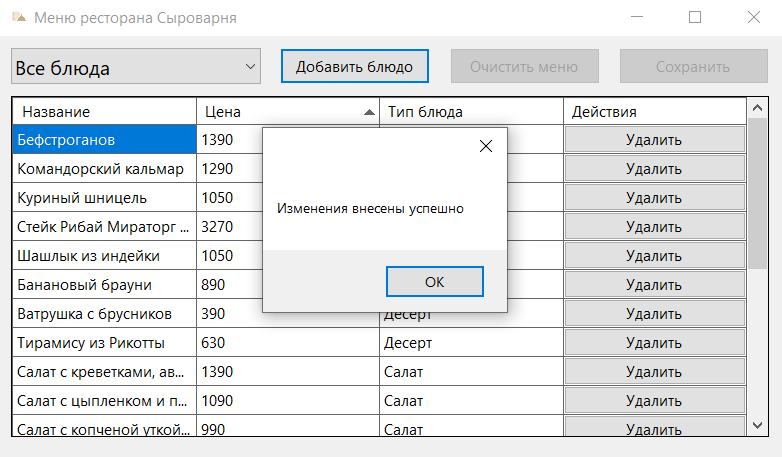 Меню ресторана Сыроварня
Все блюда
Добавить блюдо
Очистить меню
Сохранить
Название Цена Тип блюда Действия
Бефстроганов 1390 Удалить
Командорский кальмар 1290 Удалить
Куриный шницель 1050 Удалить
Стейк Рибай Мираторг ... 3270 Удалить
Шашлык из индейки 1050 Удалить
Банановый брауни 890 Удалить
Ватрушка с брусников 390 Десерт Удалить
Тирамису из Рикотты 630 Десерт Удалить
Салат с креветками, ав... 1390 Салат Удалить
Салат с цыпленком и п... 1090 Салат Удалить
Салат с копченой уткой... 990 Салат Удалить
Изменения внесены успешно
ОК